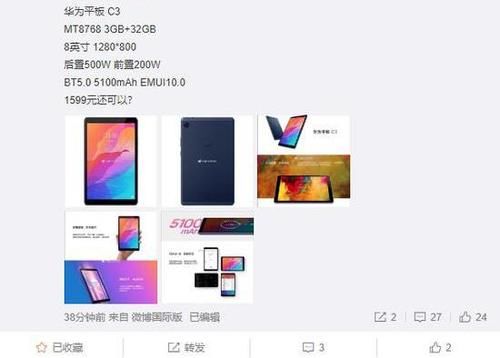 华为平板 C3
MT8768 3GB+32GB
8英寸 1280*800
后置500W 前置200W
BT5.0 5100mAh EMUI10.0
1599元还可以?
华为平板 C3
5100
mAh
38分钟前 来自 微博国际版 已编辑
2
27
24
已收藏
转发
3
2